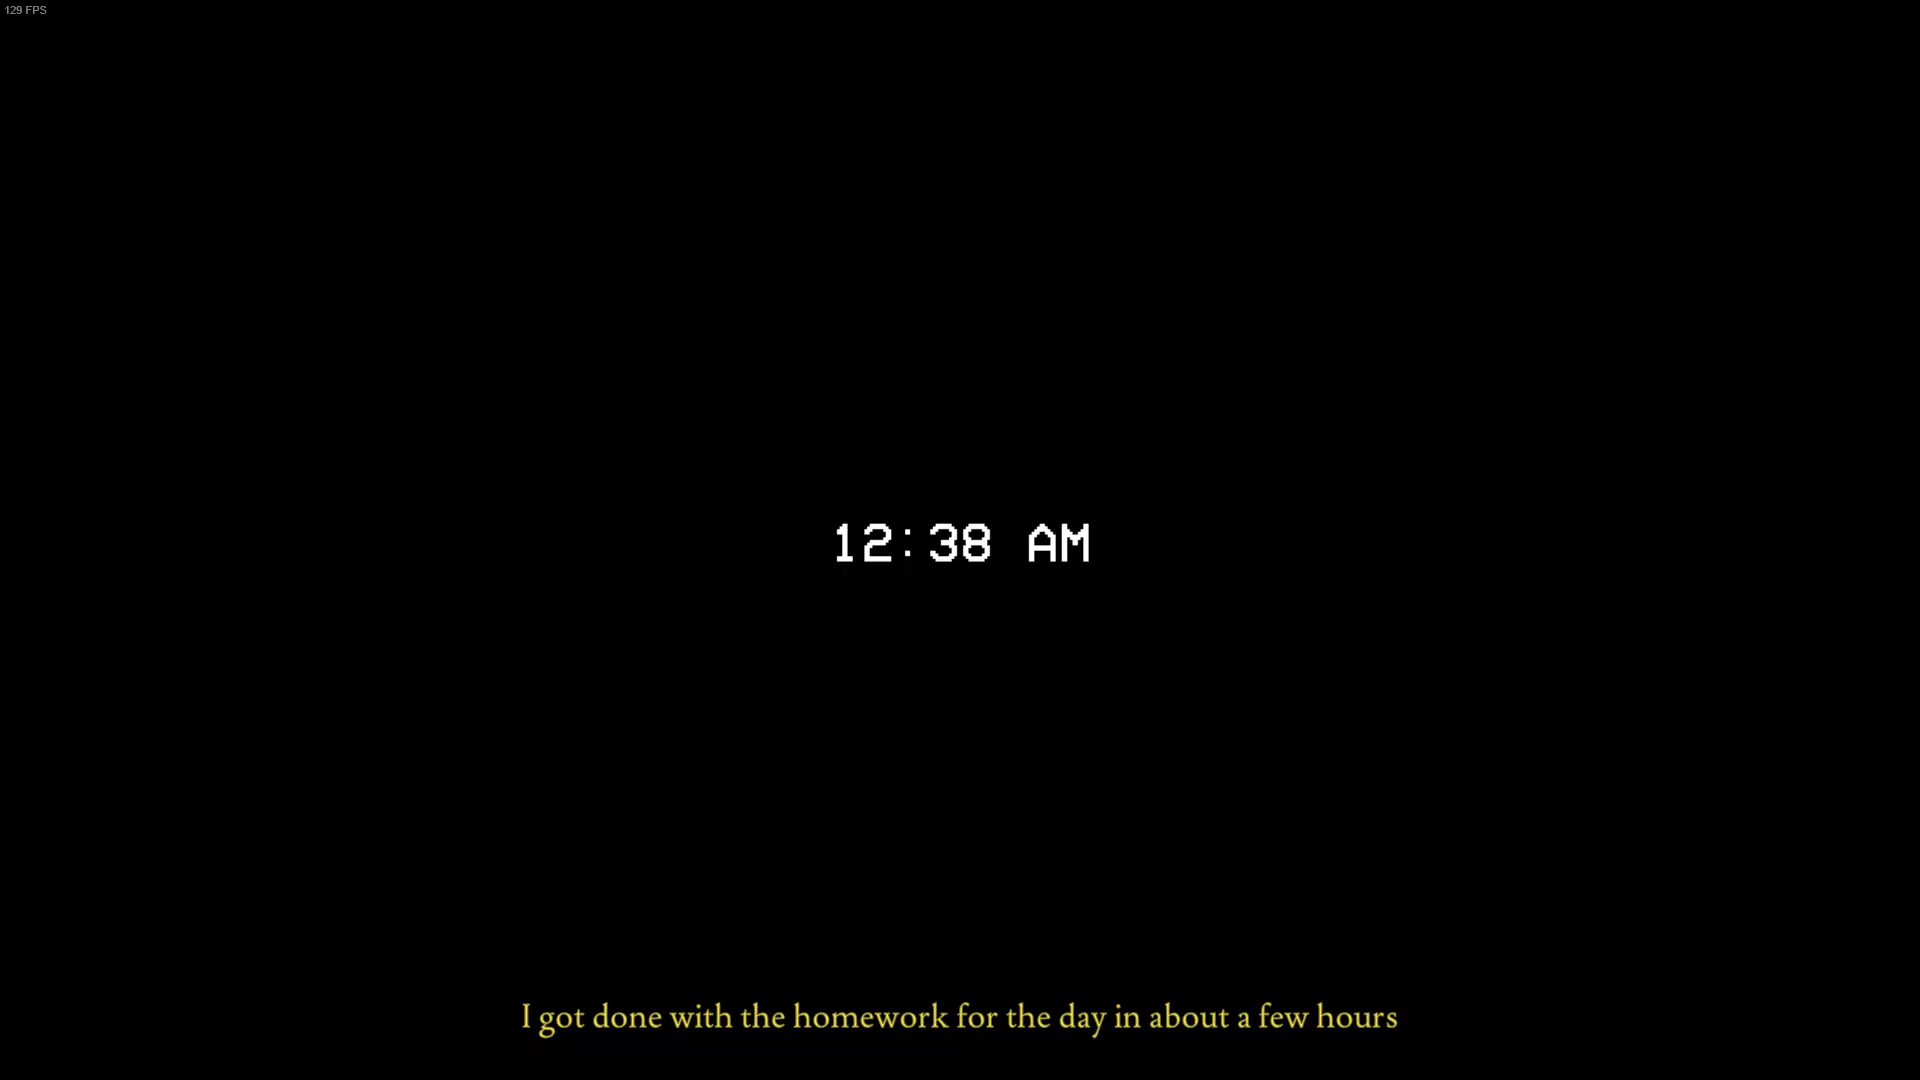 129 FPS
12:38 AM
I got done with the homework for the day in about a few hours